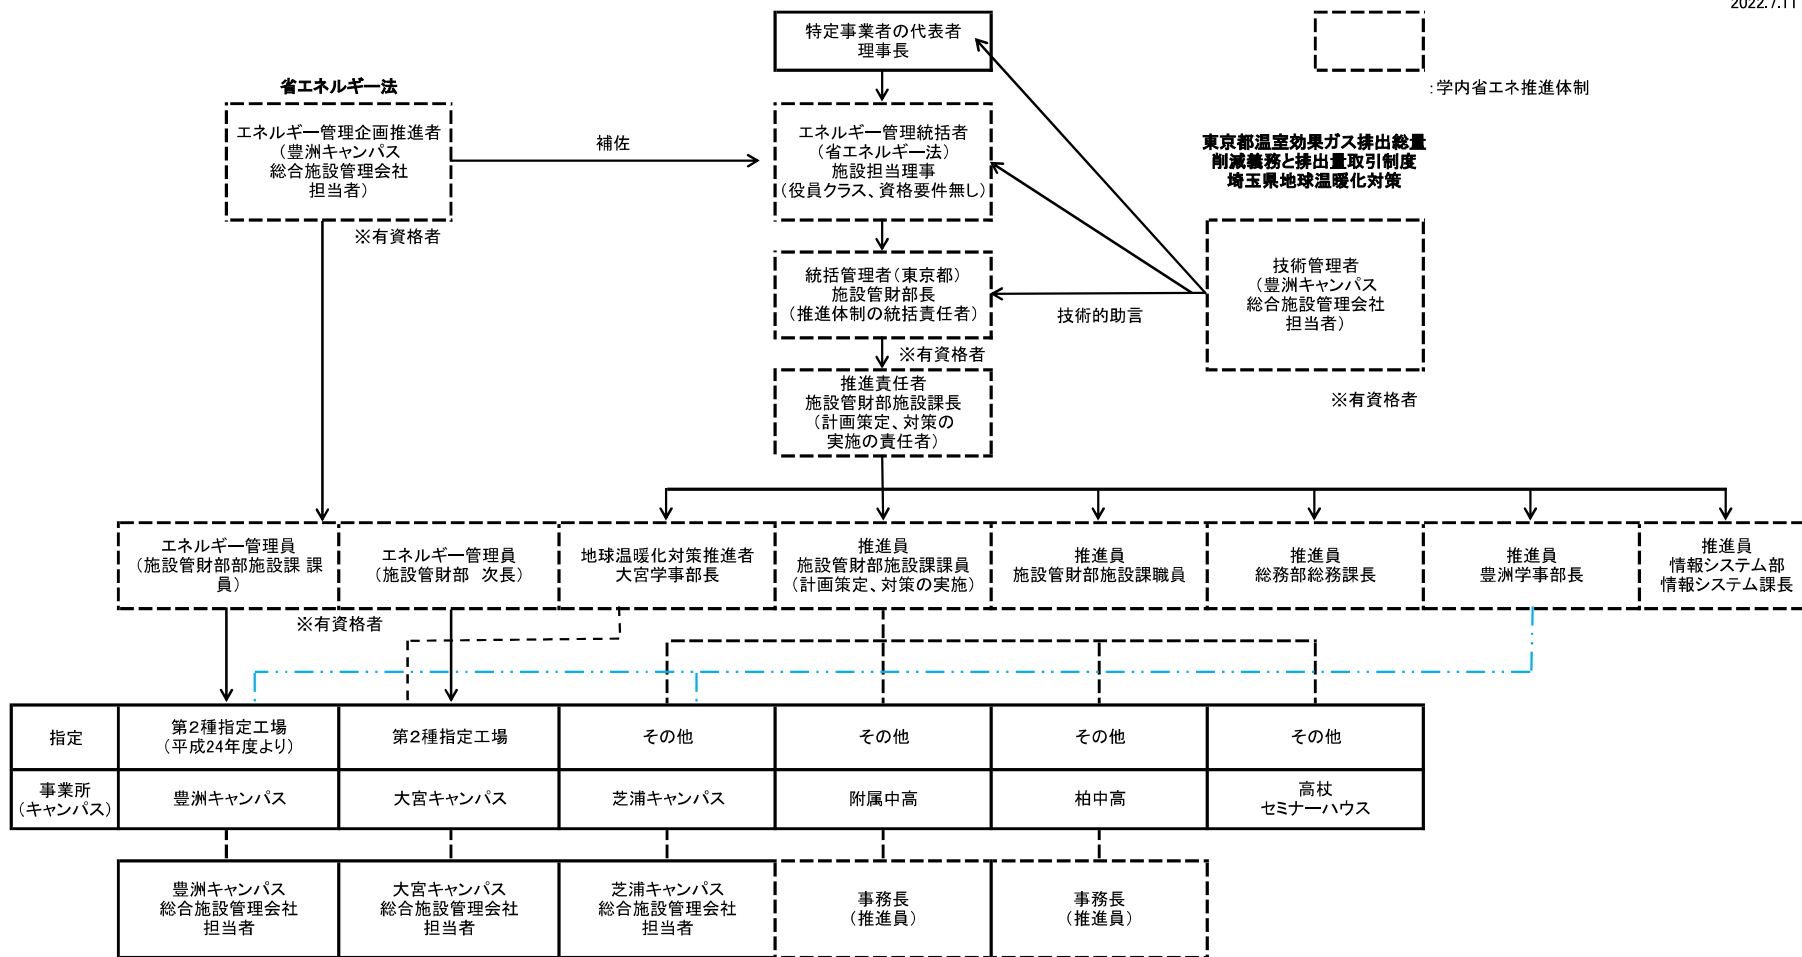 2022.7.11
特定事業者の代表者
理事長
:学内省エネ推進体制
省エネルギー法
エネルギー管理企画推進者
(豊洲キャンパス
総合施設管理会社
担当者)
※有資格者
補佐
エネルギー管理統括者
(省エネルギー法)
施設担当理事
(役員クラス、資格要件無し)
東京都温室効果ガス排出総量
削減義務と排出量取引制度
埼玉県地球温暖化対策
統括管理者(東京都)
施設管財部長
(推進体制の統括責任者)
※有資格者
技術的助言
技術管理者
(豊洲キャンパス
総合施設管理会社
担当者)
※有資格者
推進責任者
施設管財部施設課長
(計画策定、対策の
実施の責任者)
エネルギー管理員
(施設管財部部施設課 課
員)
※有資格者
エネルギー管理員
(施設管財部 次長)
地球温暖化対策推進者
大宮学事部長
推進員
施設管財部施設課課員
(計画策定、対策の実施)
推進員
施設管財部施設課職員
推進員
総務部総務課長
推進員
豊洲学事部長
推進員
情報システム部
情報システム課長
指定
第2種指定工場
(平成24年度より)
第2種指定工場
その他
その他
その他
その他
事業所
(キャンパス)
豊洲キャンパス
大宮キャンパス
芝浦キャンパス
附属中高
柏中高
高杖
セミナーハウス
豊洲キャンパス
総合施設管理会社
担当者
大宮キャンパス
総合施設管理会社
担当者
芝浦キャンパス
総合施設管理会社
担当者
事務長
(推進員)
事務長
(推進員)